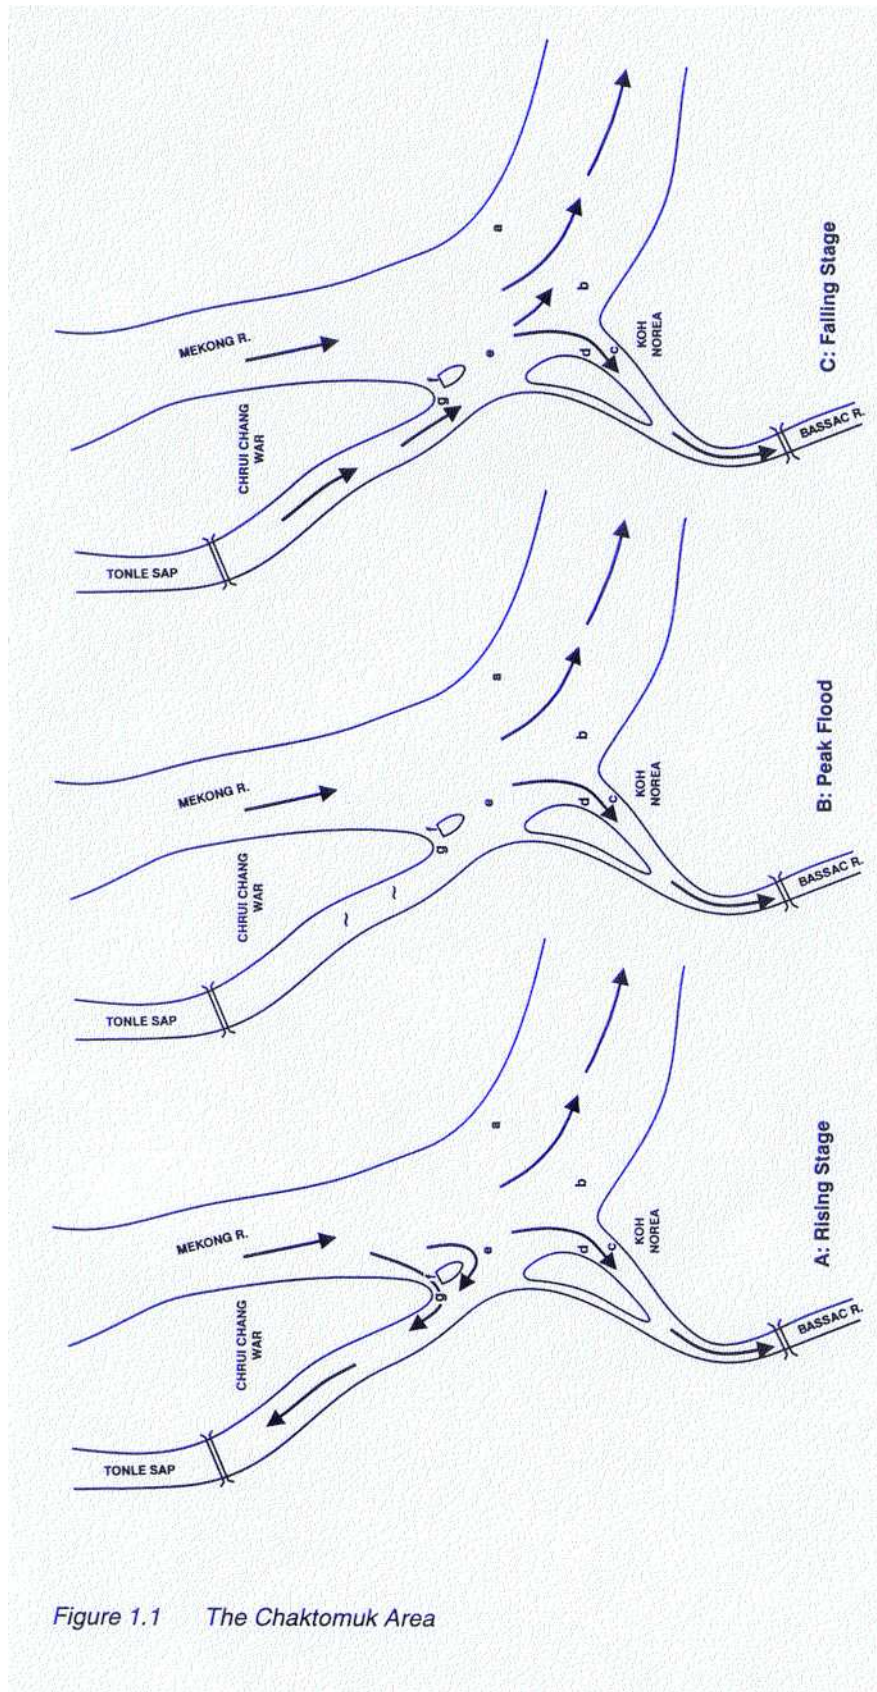 a
MEKONG R.
e
f
g
b
d
c
KOH
NOREA
CHRUI CHANG
WAR
TONLE SAP
BASSAC R.
C: Falling Stage
a
MEKONG R.
e
f
g
b
d
c
KOH
NOREA
CHRUI CHANG
WAR
TONLE SAP
BASSAC R.
B: Peak Flood
a
MEKONG R.
e
f
g
b
d
c
KOH
NOREA
CHRUI CHANG
WAR
TONLE SAP
BASSAC R.
A: Rising Stage
Figure 1.1 The Chaktomuk Area